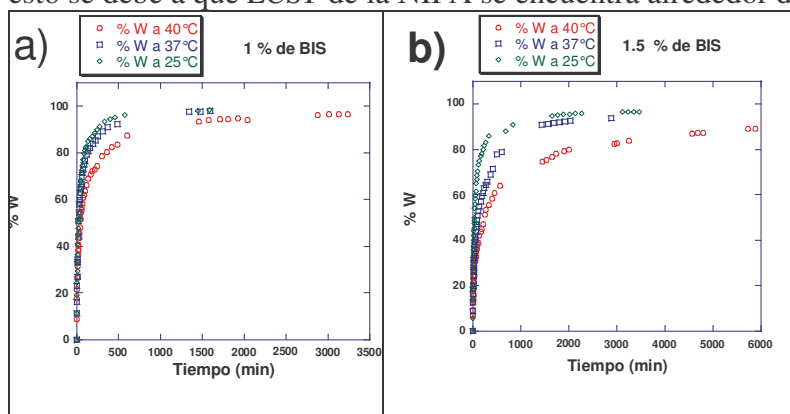 esto se debe a que LCST de la NIPA se encuentra alrededor d
a)
% W a 40°C
% W a 37°C
% W a 25°C
1 % de BIS
% W
100
80
60
40
20
0
0 500 1000 1500 2000 2500 3000 3500
Tiempo (min)
b)
% W a 40°C
% W a 37°C
% W a 25°C
1.5 % de BIS
% W
100
80
60
40
20
0
0 1000 2000 3000 4000 5000 6000
Tiempo (min)